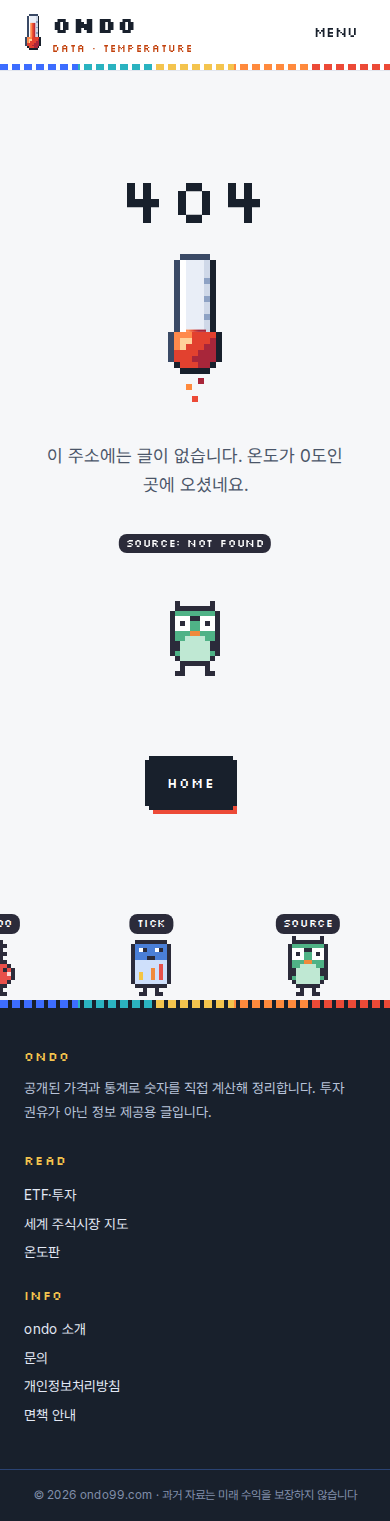 ONDO
DATA · TEMPERATURE
MENU
404
이 주소에는 글이 없습니다. 온도가 0도인
곳에 오셨네요.
SOURCE: NOT FOUND
HOME
DO
TICK
SOURCE
ONDO
공개된 가격과 통계로 숫자를 직접 계산해 정리합니다. 투자
권유가 아닌 정보 제공용 글입니다.
READ
ETF·투자
세계 주식시장 지도
온도판
INFO
ondo 소개
문의
개인정보처리방침
면책 안내
© 2026 ondo99.com · 과거 자료는 미래 수익을 보장하지 않습니다